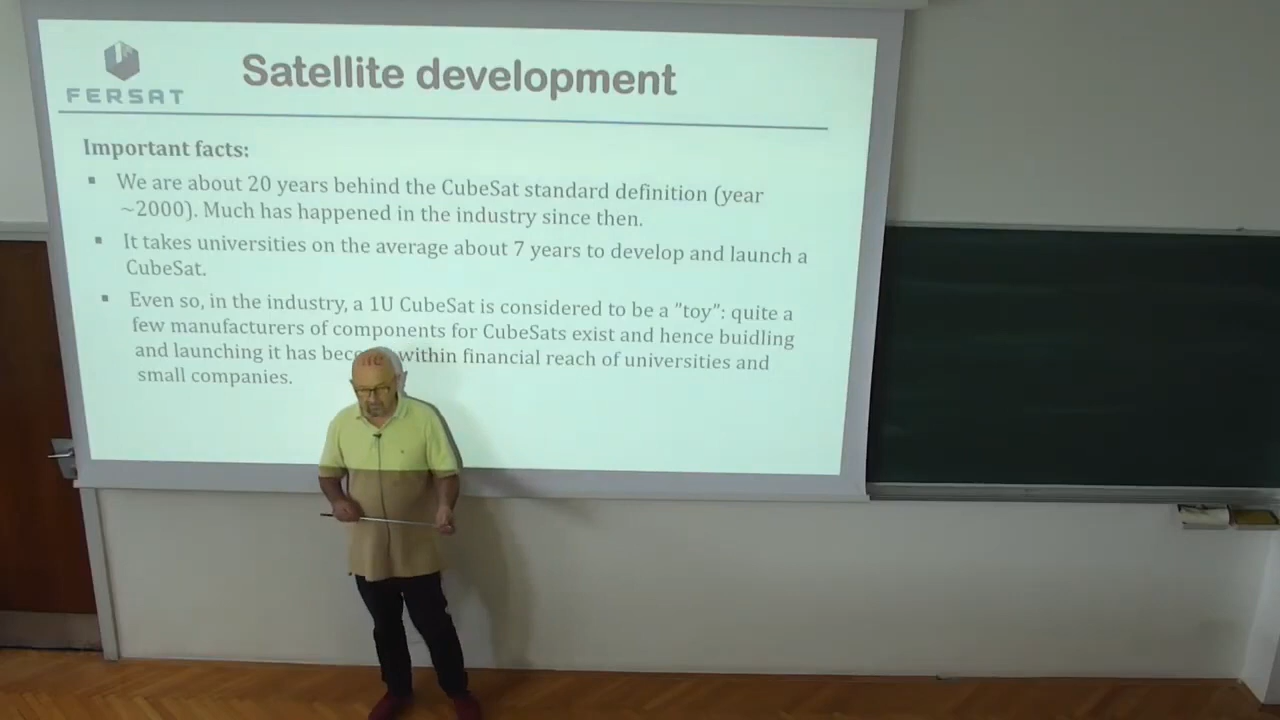 FERSAT
Satellite development
Important facts:
▪ We are about 20 years behind the CubeSat standard definition (year
~2000). Much has happened in the industry since then.
▪ It takes universities on the average about 7 years to develop and launch a
CubeSat.
▪ Even so, in the industry, a 1U CubeSat is considered to be a "toy": quite a
few manufacturers of components for CubeSats exist and hence buidling
and launching it has become within financial reach of universities and
small companies.